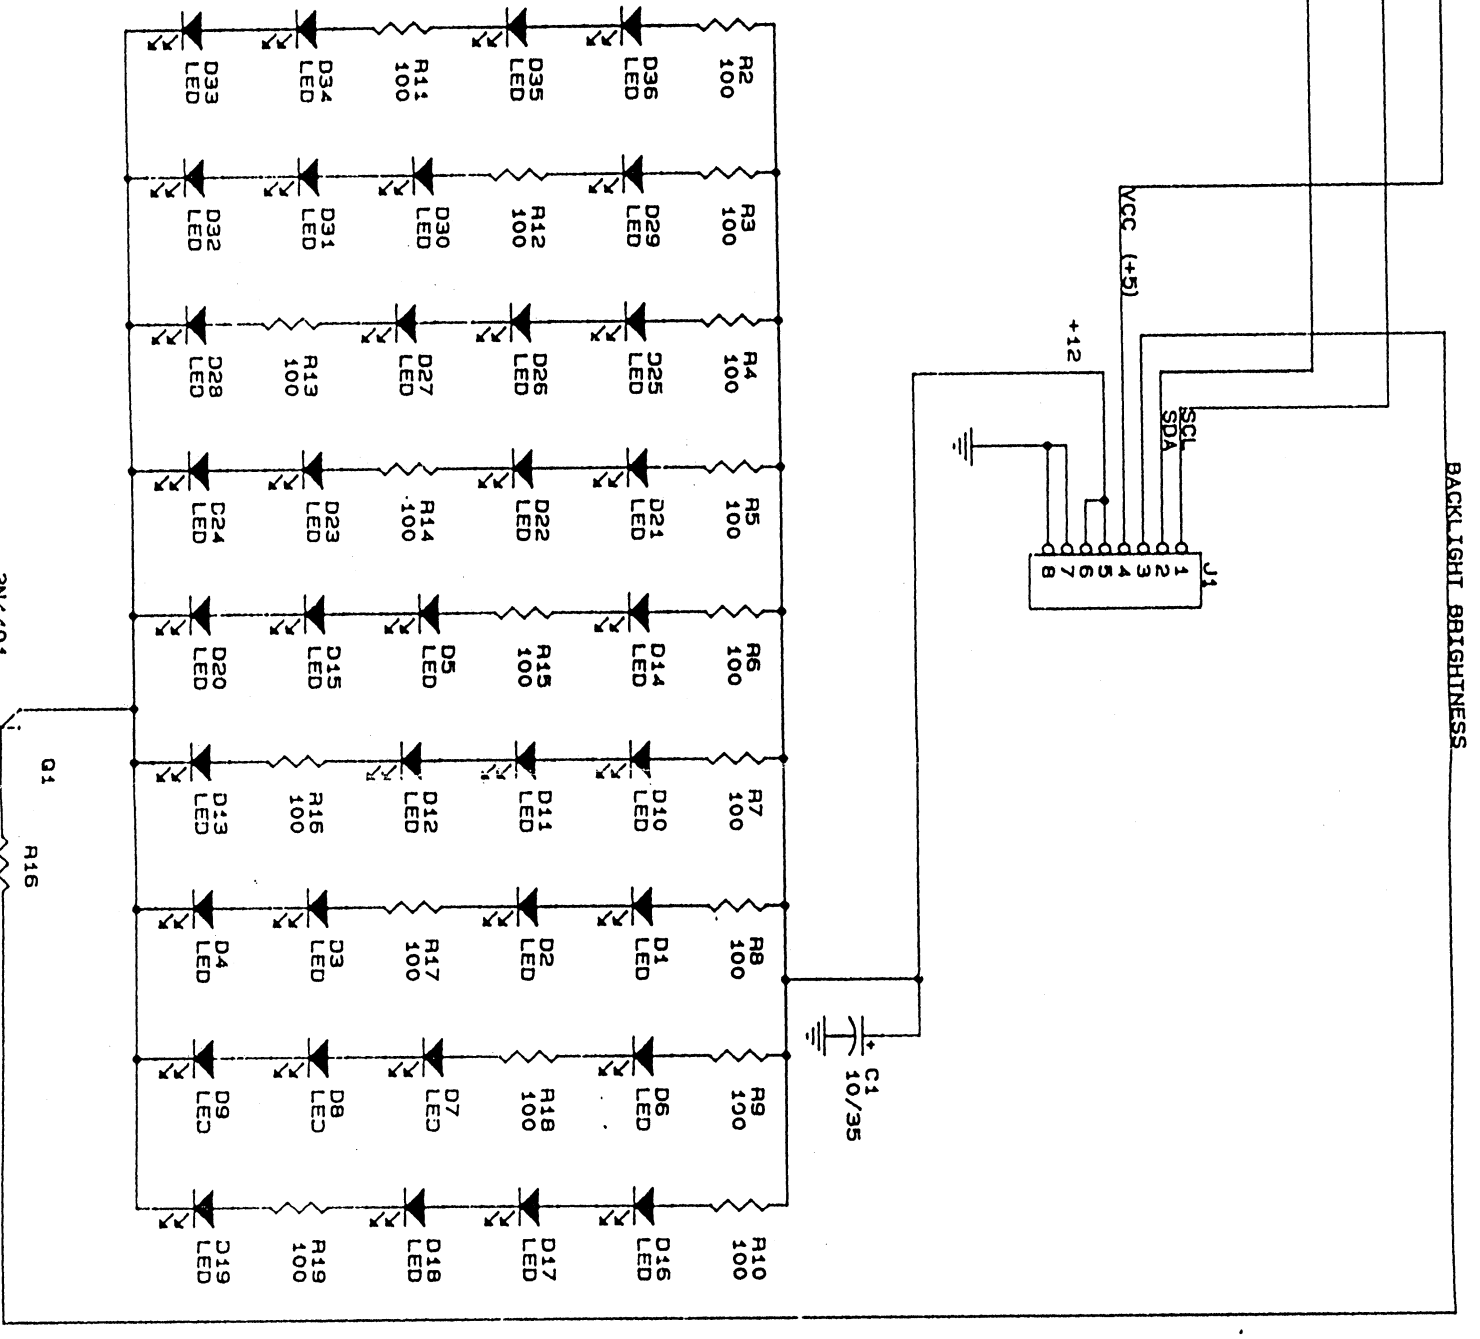 D33
LED
D34
LED
R11
100
D35
LED
D36
LED
R2
100
D32
LED
D31
LED
D30
LED
R12
100
D29
LED
R3
100
D28
LED
R13
100
D27
LED
D26
LED
D25
LED
R4
100
D24
LED
D23
LED
R14
100
D22
LED
D21
LED
R5
100
D20
LED
D15
LED
D5
LED
R15
100
D14
LED
R6
100
D13
LED
R16
100
D12
LED
D11
LED
D10
LED
R7
100
D4
LED
D3
LED
R17
100
D2
LED
D1
LED
R8
100
D9
LED
D8
LED
D7
LED
R18
100
D6
LED
R9
100
D19
LED
R19
100
D18
LED
D17
LED
D16
LED
R10
100
VCC (+5)
+12
SCL
SDA
J1
1
2
3
4
5
6
7
8
BACKLIGHT BRIGHTNESS
+
C1
10/35
Q1
R16